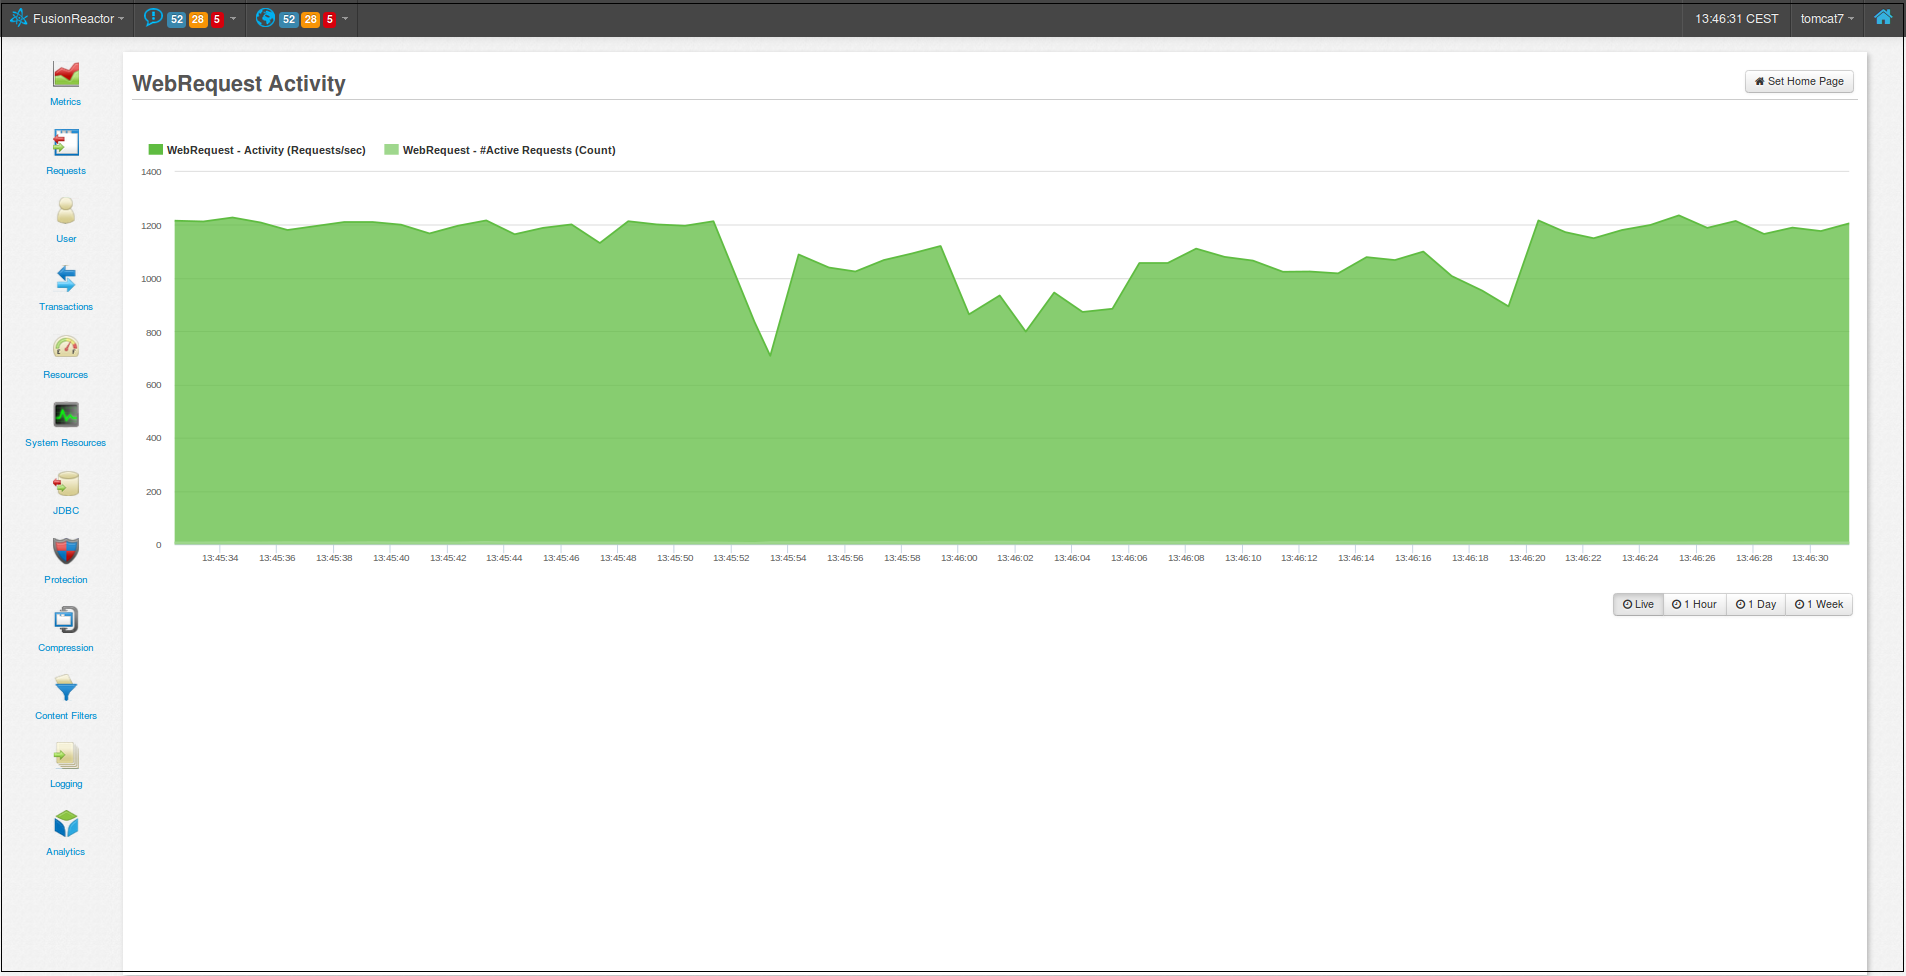 FusionReactor 52 28 5 52 28 5 13:46:31 CEST tomcat7
Metrics
Requests
User
Transactions
Resources
System Resources
JDBC
Protection
Compression
Content Filters
Logging
Analytics
WebRequest Activity
Set Home Page
WebRequest - Activity (Requests/sec) WebRequest - #Active Requests (Count)
1400
1200
1000
800
600
400
200
0
13:45:34 13:45:36 13:45:38 13:45:40 13:45:42 13:45:44 13:45:46 13:45:48 13:45:50 13:45:52 13:45:54 13:45:56 13:45:58 13:46:00 13:46:02 13:46:04 13:46:06 13:46:08 13:46:10 13:46:12 13:46:14 13:46:16 13:46:18 13:46:20 13:46:22 13:46:24 13:46:26 13:46:28 13:46:30
Live 1 Hour 1 Day 1 Week